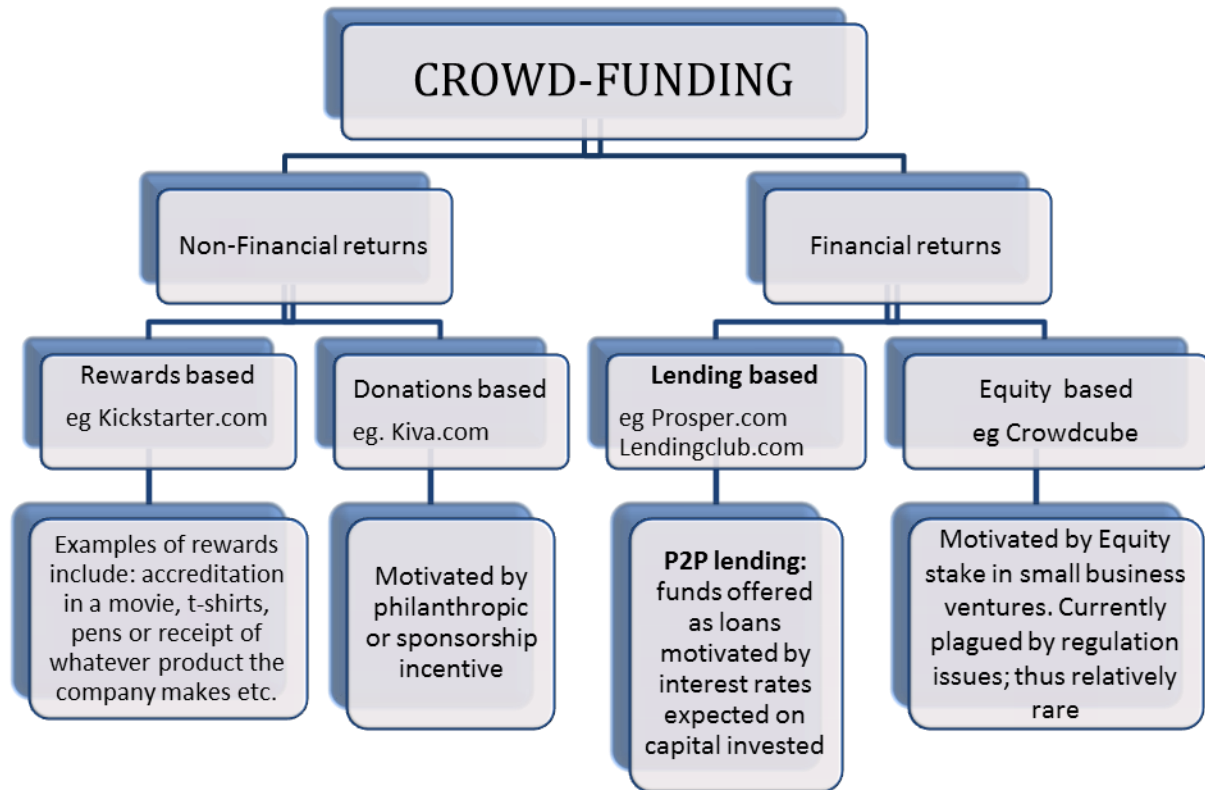 CROWD-FUNDING
Non-Financial returns
Financial returns
Rewards based
eg Kickstarter.com
Donations based
eg. Kiva.com
Lending based
eg Prosper.com
Lendingclub.com
Equity based
eg Crowdcube
Examples of rewards
include: accreditation
in a movie, t-shirts,
pens or receipt of
whatever product the
company makes etc.
Motivated by
philanthropic
or sponsorship
incentive
P2P lending:
funds offered
as loans
motivated by
interest rates
expected on
capital invested
Motivated by Equity
stake in small business
ventures. Currently
plagued by regulation
issues; thus relatively
rare